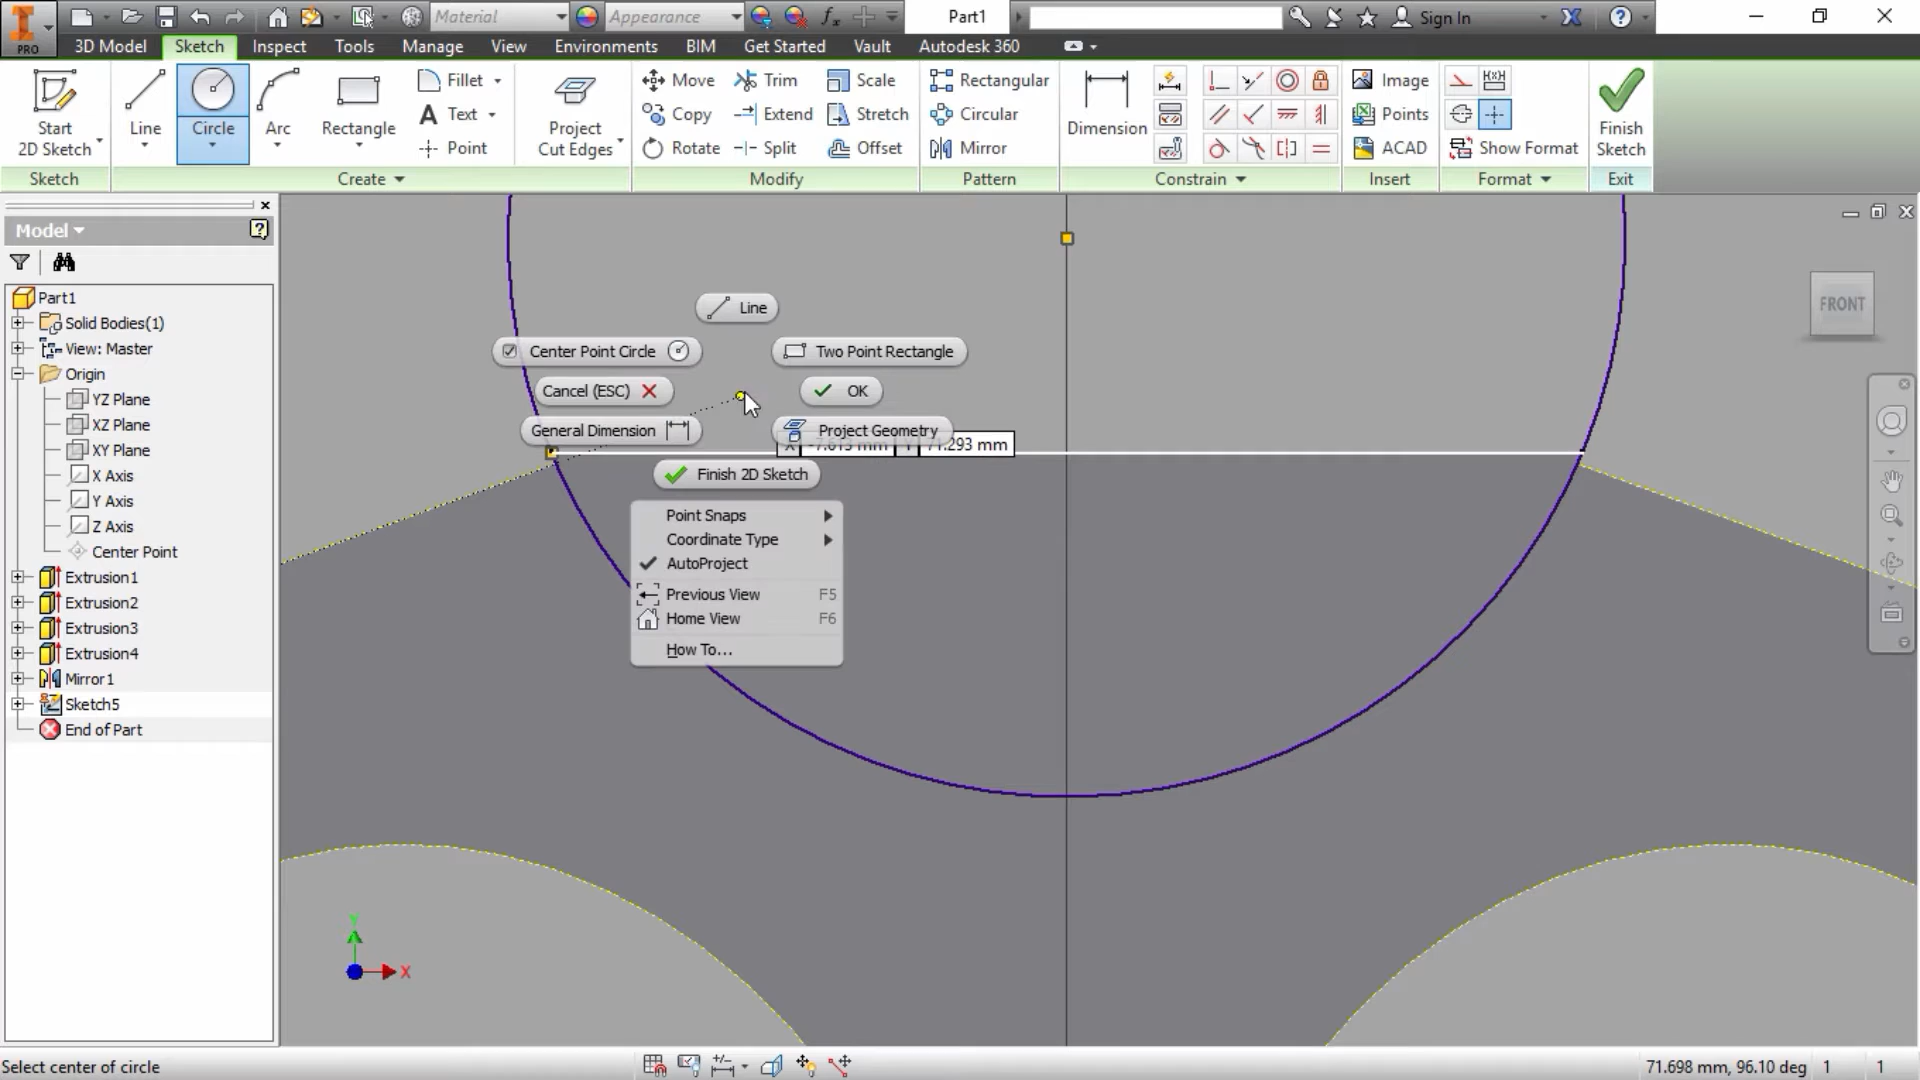 Material
Appearance
Part1
Sign In
PRO
3D Model
Sketch
Inspect
Tools
Manage
View
Environments
BIM
Get Started
Vault
Autodesk 360
Start
2D Sketch
Line
Circle
Arc
Rectangle
Fillet
Text
Point
Project
Cut Edges
Move
Copy
Rotate
Trim
Extend
Split
Scale
Stretch
Offset
Rectangular
Circular
Mirror
Dimension
Image
Points
ACAD
Show Format
Finish
Sketch
Sketch
Create
Modify
Pattern
Constrain
Insert
Format
Exit
Model
Part1
Solid Bodies(1)
View: Master
Origin
YZ Plane
XZ Plane
XY Plane
X Axis
Y Axis
Z Axis
Center Point
Extrusion1
Extrusion2
Extrusion3
Extrusion4
Mirror1
Sketch5
End of Part
Line
Center Point Circle
Two Point Rectangle
Cancel (ESC)
OK
General Dimension
Project Geometry
X -7.613 mm Y 71.293 mm
Finish 2D Sketch
Point Snaps
Coordinate Type
AutoProject
Previous View F5
Home View F6
How To...
FRONT
Y
X
Select center of circle
71.698 mm, 96.10 deg 1 1